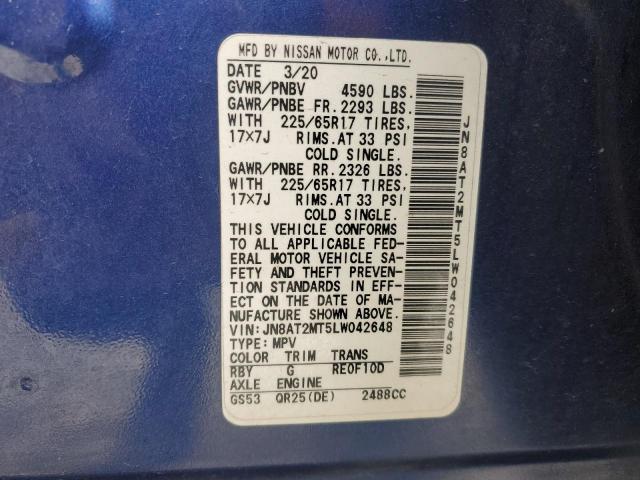 MFD BY NISSAN MOTOR CO.,LTD.
DATE 3/20
GVWR/PNBV 4590 LBS.
GAWR/PNBE FR. 2293 LBS.
WITH 225/65R17 TIRES,
17×7J RIMS.AT 33 PSI
COLD SINGLE.
GAWR/PNBE RR. 2326 LBS.
WITH 225/65R17 TIRES,
17×7J RIMS.AT 33 PSI
COLD SINGLE.
THIS VEHICLE CONFORMS
TO ALL APPLICABLE FED-
ERAL MOTOR VEHICLE SA-
FETY AND THEFT PREVEN-
TION STANDARDS IN EFF-
ECT ON THE DATE OF MA-
NUFACTURE SHOWN ABOVE.
VIN:JN8AT2MT5LW042648
TYPE:MPV
COLOR TRIM TRANS
RBY G RE0F10D
AXLE ENGINE
GS53 QR25(DE) 2488CC
JN8AT2MT5LW042648